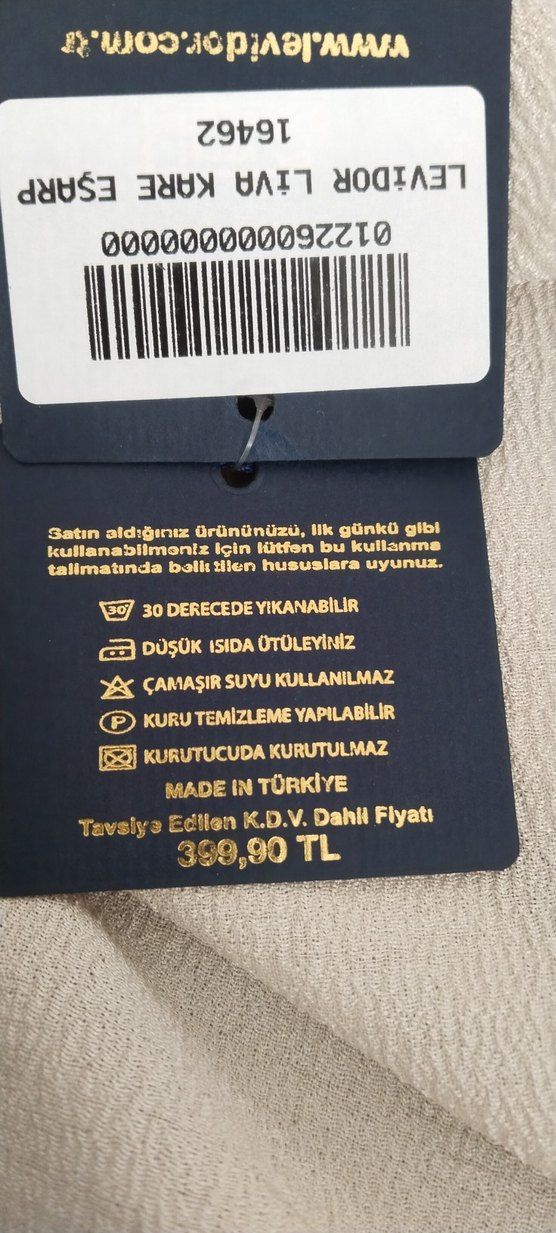 www.levidor.com.tr
16462
LEVİDOR LİVA KARE EŞARP
0122600000000000
Satın aldığınız ürününüzü, ilk günkü gibi
kullanabilmeniz için lütfen bu kullanma
talimatında belirtilen hususlara uyunuz.
30 30 DERECEDE YIKANABİLİR
DÜŞÜK ISIDA ÜTÜLEYİNİZ
ÇAMAŞIR SUYU KULLANILMAZ
P KURU TEMİZLEME YAPILABİLİR
KURUTUCUDA KURUTULMAZ
MADE IN TÜRKİYE
Tavsiye Edilen K.D.V. Dahil Fiyatı
399,90 TL